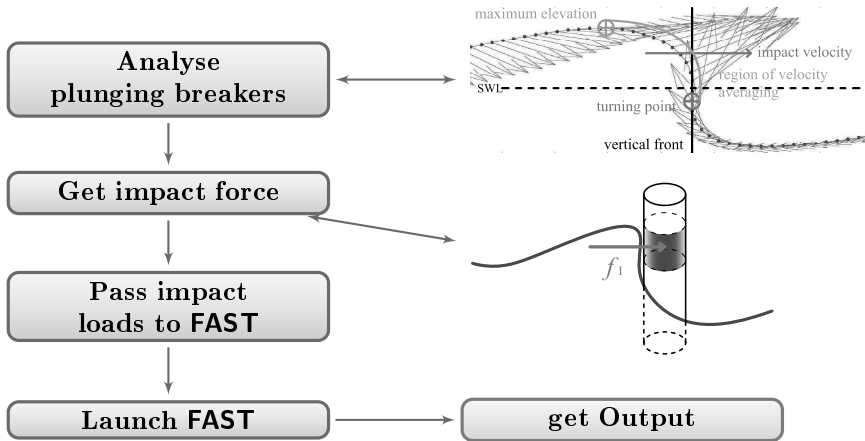 Analyse
plunging breakers
maximum elevation
impact velocity
region of velocity
averaging
SWL
turning point
vertical front
Get impact force
f1
Pass impact
loads to FAST
Launch FAST
get Output